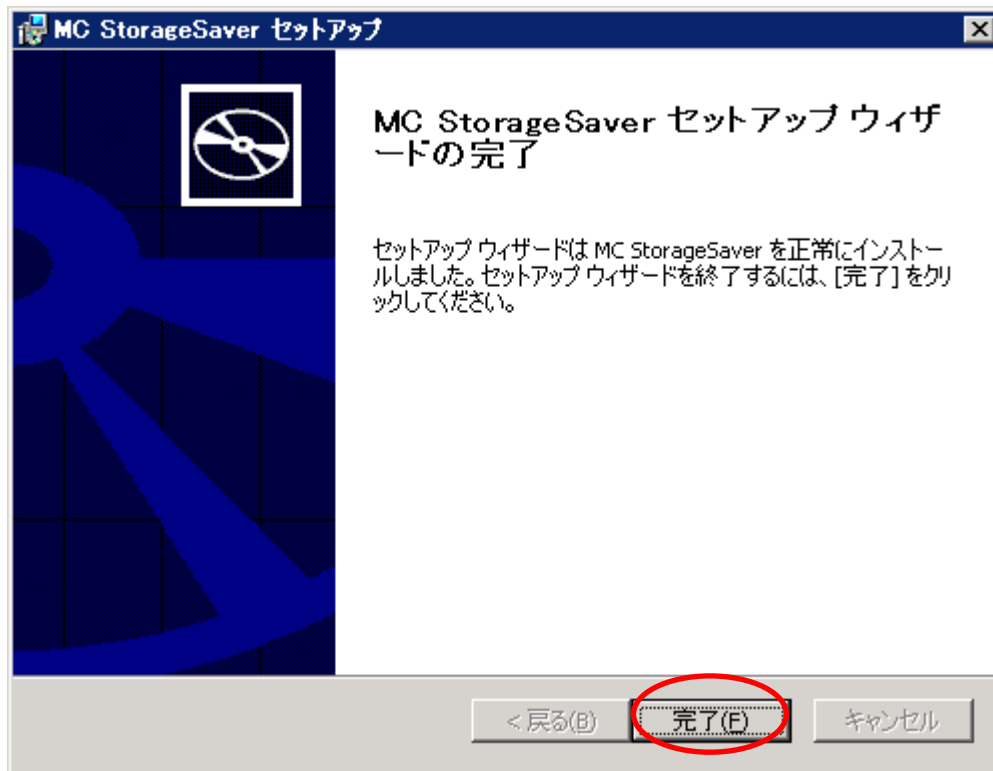 MC StorageSaver セットアップ
MC StorageSaver セットアップ ウィザ
ードの完了
セットアップ ウィザードは MC StorageSaver を正常にインストー
ルしました。セットアップ ウィザードを終了するには、[完了] をクリ
ックしてください。
< 戻る(B) 完了(F) キャンセル